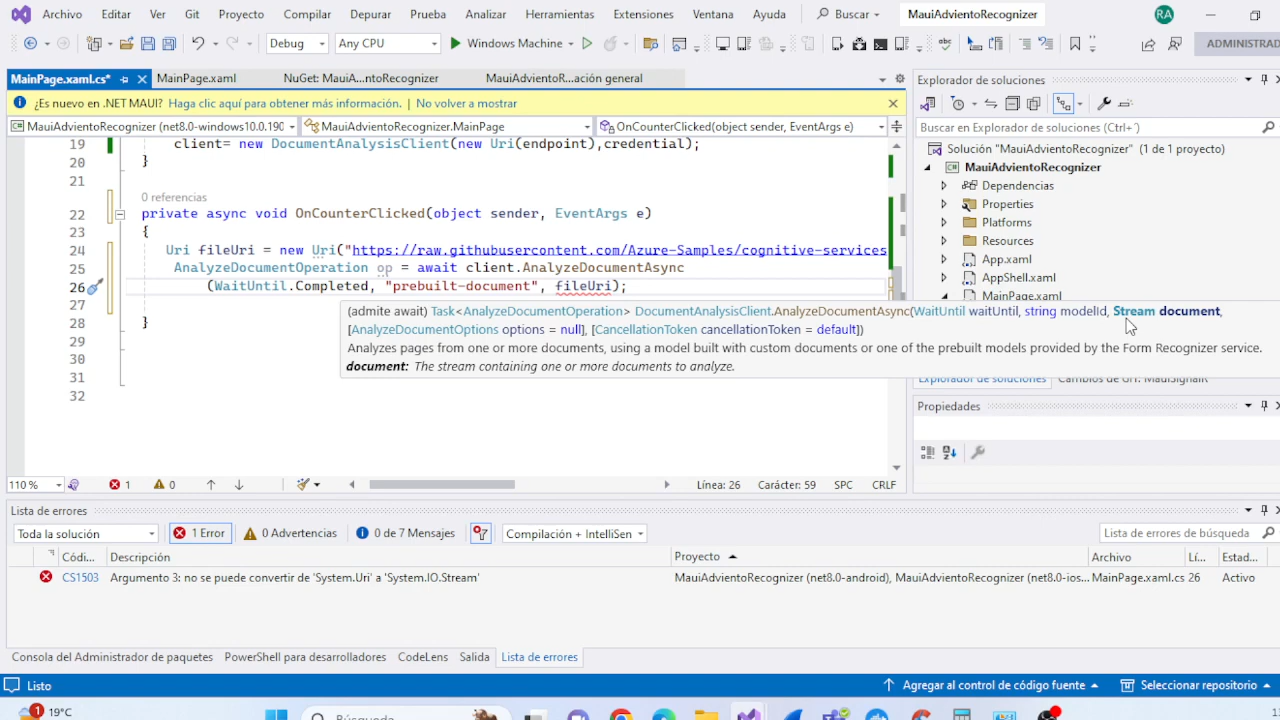 Archivo Editar Ver Git Proyecto Compilar Depurar Prueba Analizar Herramientas Extensiones Ventana Ayuda Buscar MauiAdvientoRecognizer RA
Debug Any CPU Windows Machine ADMINISTRAD
MainPage.xaml.cs* MainPage.xaml NuGet: MauiA...ntoRecognizer MauiAdvientoR...ación general
¿Es nuevo en .NET MAUI? Haga clic aquí para obtener más información. | No volver a mostrar
MauiAdvientoRecognizer (net8.0-windows10.0.190 MauiAdvientoRecognizer.MainPage OnCounterClicked(object sender, EventArgs e)
19 client= new DocumentAnalysisClient(new Uri(endpoint),credential);
20 }
21
0 referencias
22 private async void OnCounterClicked(object sender, EventArgs e)
23 {
24 Uri fileUri = new Uri("https://raw.githubusercontent.com/Azure-Samples/cognitive-services
25 AnalyzeDocumentOperation op = await client.AnalyzeDocumentAsync
26 (WaitUntil.Completed, "prebuilt-document", fileUri);
27
28 }
29
30
31
32
(admite await) Task<AnalyzeDocumentOperation> DocumentAnalysisClient.AnalyzeDocumentAsync(WaitUntil waitUntil, string modelId, Stream document,
[AnalyzeDocumentOptions options = null], [CancellationToken cancellationToken = default])
Analyzes pages from one or more documents, using a model built with custom documents or one of the prebuilt models provided by the Form Recognizer service.
document: The stream containing one or more documents to analyze.
110 % 1 0 Línea: 26 Carácter: 59 SPC CRLF
Explorador de soluciones
Buscar en Explorador de soluciones (Ctrl+´)
Solución "MauiAdvientoRecognizer" (1 de 1 proyecto)
MauiAdvientoRecognizer
Dependencias
Properties
Platforms
Resources
App.xaml
AppShell.xaml
MainPage.xaml
Explorador de soluciones Cambios de GIT: MauiSignalR
Propiedades
Lista de errores
Toda la solución 1 Error 0 Advertencias 0 de 7 Mensajes Compilación + IntelliSen Lista de errores de búsqueda
Códi... Descripción Proyecto Archivo Lí... Estad...
CS1503 Argumento 3: no se puede convertir de 'System.Uri' a 'System.IO.Stream' MauiAdvientoRecognizer (net8.0-android), MauiAdvientoRecognizer (net8.0-ios... MainPage.xaml.cs 26 Activo
Consola del Administrador de paquetes PowerShell para desarrolladores CodeLens Salida Lista de errores
Listo Agregar al control de código fuente Seleccionar repositorio
1 19°C Búsqueda